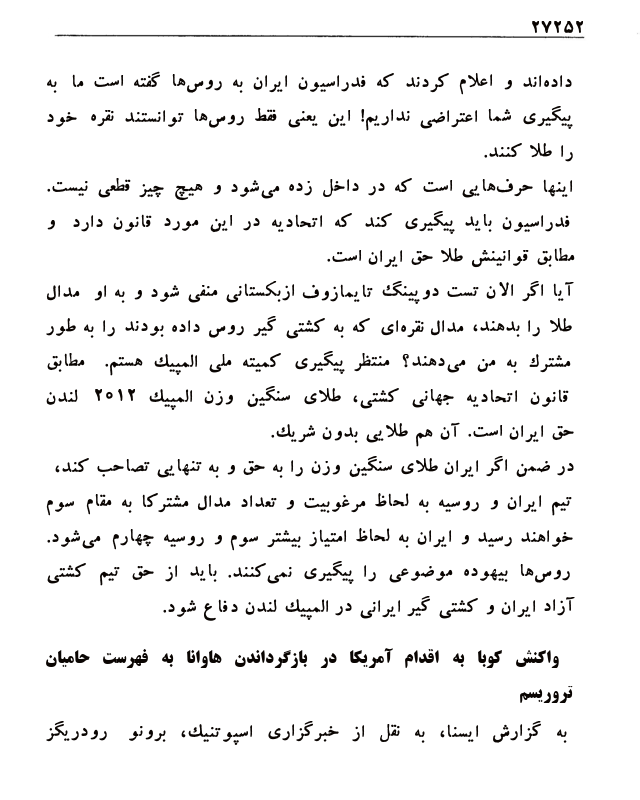 ۲۷۲۵۲
داده‌اند و اعلام کردند که فدراسیون ایران به روس‌ها گفته است ما به
پیگیری شما اعتراضی نداریم! این یعنی فقط روس‌ها توانستند نقره خود
را طلا کنند.
اینها حرف‌هایی است که در داخل زده می‌شود و هیچ چیز قطعی نیست.
فدراسیون باید پیگیری کند که اتحادیه در این مورد قانون دارد و
مطابق قوانینش طلا حق ایران است.
آیا اگر الان تست دوپینگ تایمازوف ازبکستانی منفی شود و به او مدال
طلا را بدهند، مدال نقره‌ای که به کشتی گیر روس داده بودند را به طور
مشترك به من می‌دهند؟ منتظر پیگیری کمیته ملی المپیك هستم. مطابق
قانون اتحادیه جهانی کشتی، طلای سنگین وزن المپیك ۲۰۱۲ لندن
حق ایران است. آن هم طلایی بدون شریك.
در ضمن اگر ایران طلای سنگین وزن را به حق و به تنهایی تصاحب کند،
تیم ایران و روسیه به لحاظ مرغوبیت و تعداد مدال مشترکا به مقام سوم
خواهند رسید و ایران به لحاظ امتیاز بیشتر سوم و روسیه چهارم می‌شود.
روس‌ها بیهوده موضوعی را پیگیری نمی‌کنند. باید از حق تیم کشتی
آزاد ایران و کشتی گیر ایرانی در المپیك لندن دفاع شود.
واکنش کوبا به اقدام آمریکا در بازگرداندن هاوانا به فهرست حامیان
تروریسم
به گزارش ایسنا، به نقل از خبرگزاری اسپوتنیك، برونو رودریگز